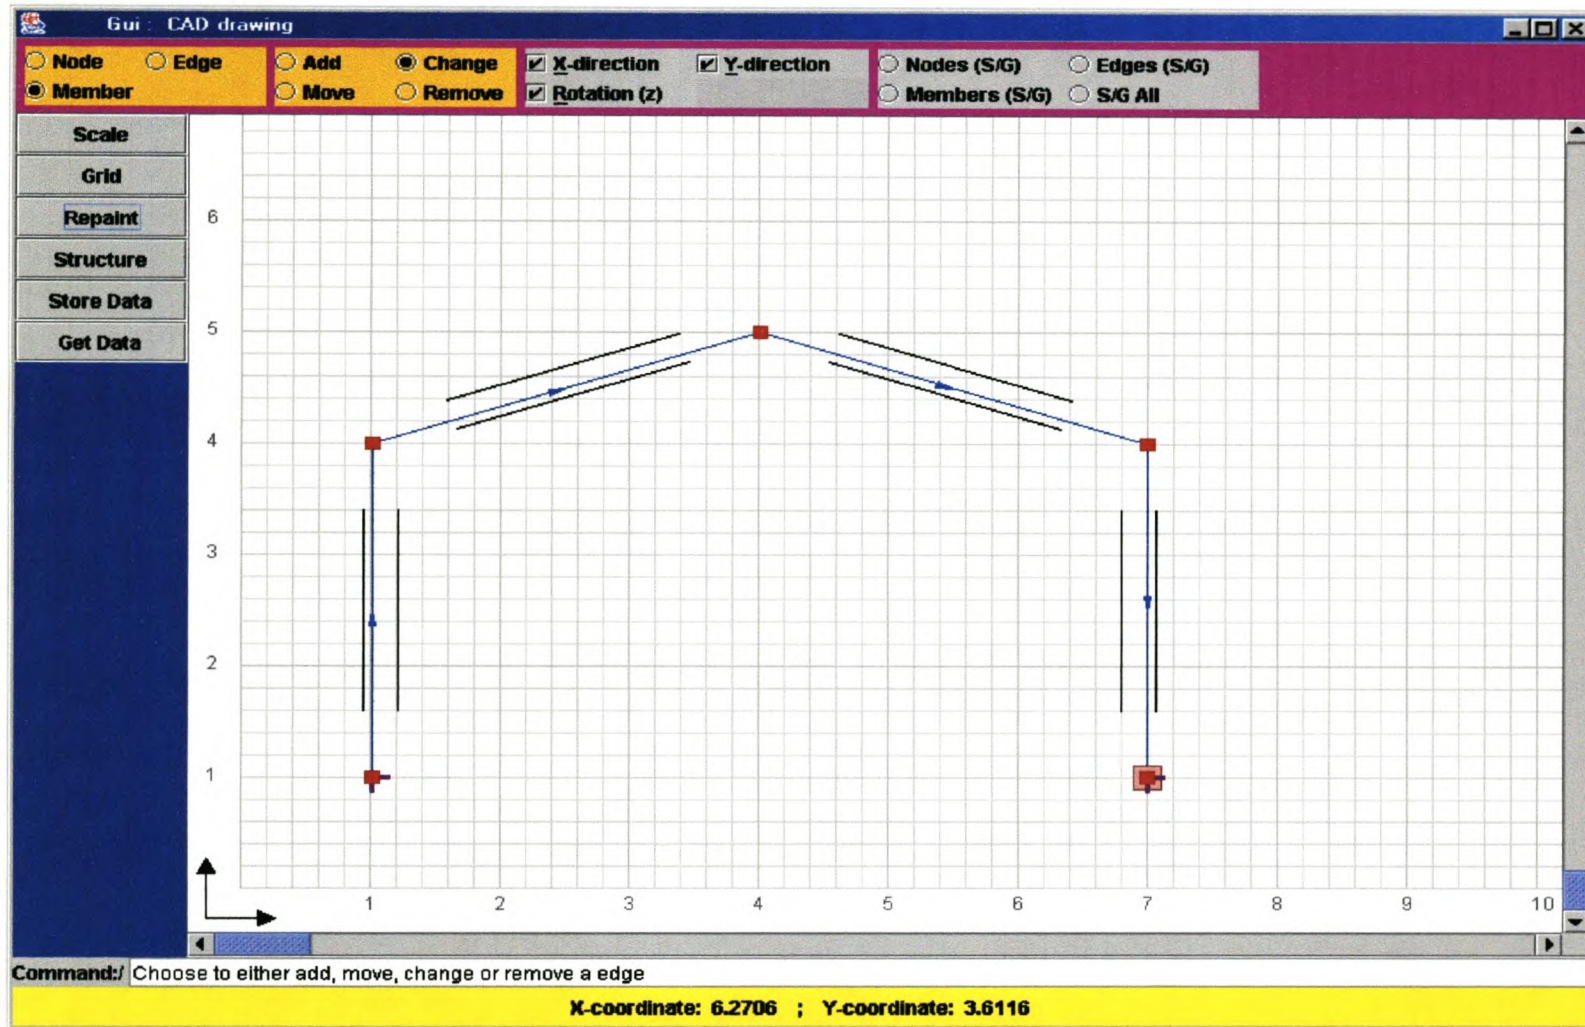 Gui : CAD drawing
Node Edge Add Change X-direction Y-direction Nodes (S/G) Edges (S/G)
Member Move Remove Rotation (z) Members (S/G) S/G All
Scale
Grid
Repaint
Structure
Store Data
Get Data
6
5
4
3
2
1
1 2 3 4 5 6 7 8 9 10
Command:/ Choose to either add, move, change or remove a edge
X-coordinate: 6.2706 ; Y-coordinate: 3.6116